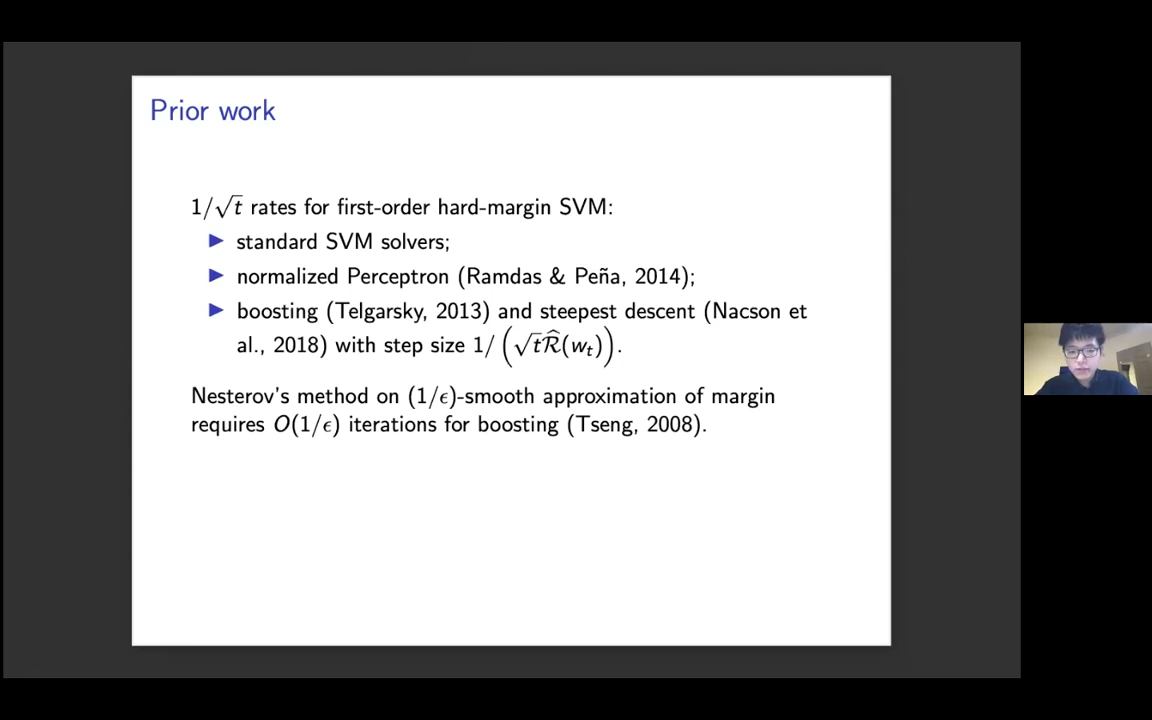 Prior work
1/√t rates for first-order hard-margin SVM:
▶ standard SVM solvers;
▶ normalized Perceptron (Ramdas & Peña, 2014);
▶ boosting (Telgarsky, 2013) and steepest descent (Nacson et
al., 2018) with step size 1/(√t R̂(wₜ)).
Nesterov's method on (1/ϵ)-smooth approximation of margin
requires O(1/ϵ) iterations for boosting (Tseng, 2008).